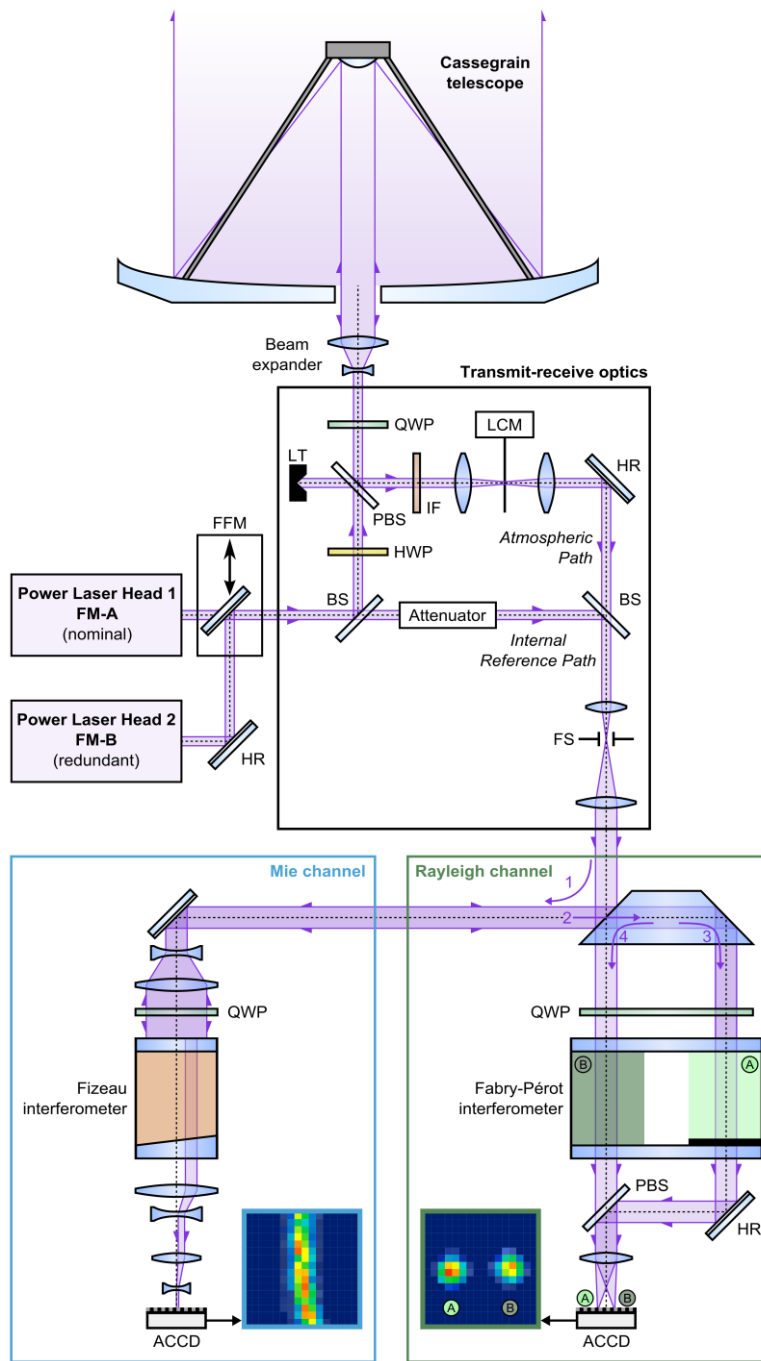 Cassegrain
telescope
Beam
expander
Transmit-receive optics
QWP
LCM
LT
HR
PBS
IF
FFM
HWP
Atmospheric
Path
Power Laser Head 1
FM-A
(nominal)
BS
Attenuator
BS
Internal
Reference Path
Power Laser Head 2
FM-B
(redundant)
HR
FS
Mie channel
Rayleigh channel
1
2
4
3
QWP
QWP
Fizeau
interferometer
Fabry-Pérot
interferometer
B
A
PBS
HR
A
B
A
B
ACCD
ACCD